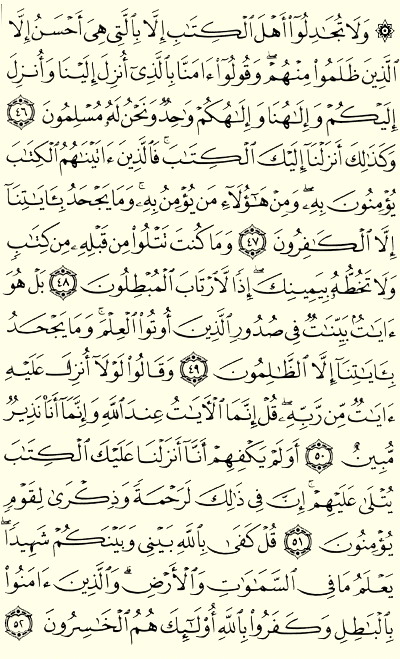 ۞ وَلَا تُجَٰدِلُوٓا۟ أَهْلَ ٱلْكِتَٰبِ إِلَّا بِٱلَّتِى هِىَ أَحْسَنُ إِلَّا
ٱلَّذِينَ ظَلَمُوا۟ مِنْهُمْ ۖ وَقُولُوٓا۟ ءَامَنَّا بِٱلَّذِىٓ أُنزِلَ إِلَيْنَا وَأُنزِلَ
إِلَيْكُمْ وَإِلَٰهُنَا وَإِلَٰهُكُمْ وَٰحِدٌ وَنَحْنُ لَهُۥ مُسْلِمُونَ ٤٦
وَكَذَٰلِكَ أَنزَلْنَآ إِلَيْكَ ٱلْكِتَٰبَ ۚ فَٱلَّذِينَ ءَاتَيْنَٰهُمُ ٱلْكِتَٰبَ
يُؤْمِنُونَ بِهِۦ ۖ وَمِنْ هَٰٓؤُلَآءِ مَن يُؤْمِنُ بِهِۦ ۚ وَمَا يَجْحَدُ بِـَٔايَٰتِنَآ
إِلَّا ٱلْكَٰفِرُونَ ٤٧ وَمَا كُنتَ تَتْلُوا۟ مِن قَبْلِهِۦ مِن كِتَٰبٍ
وَلَا تَخُطُّهُۥ بِيَمِينِكَ ۖ إِذًا لَّٱرْتَابَ ٱلْمُبْطِلُونَ ٤٨ بَلْ هُوَ
ءَايَٰتٌۢ بَيِّنَٰتٌ فِى صُدُورِ ٱلَّذِينَ أُوتُوا۟ ٱلْعِلْمَ ۚ وَمَا يَجْحَدُ
بِـَٔايَٰتِنَآ إِلَّا ٱلظَّٰلِمُونَ ٤٩ وَقَالُوا۟ لَوْلَآ أُنزِلَ عَلَيْهِ
ءَايَٰتٌ مِّن رَّبِّهِۦ ۖ قُلْ إِنَّمَا ٱلْـَٔايَٰتُ عِندَ ٱللَّهِ وَإِنَّمَآ أَنَا۠ نَذِيرٌ
مُّبِينٌ ٥٠ أَوَلَمْ يَكْفِهِمْ أَنَّآ أَنزَلْنَا عَلَيْكَ ٱلْكِتَٰبَ
يُتْلَىٰ عَلَيْهِمْ ۚ إِنَّ فِى ذَٰلِكَ لَرَحْمَةً وَذِكْرَىٰ لِقَوْمٍ
يُؤْمِنُونَ ٥١ قُلْ كَفَىٰ بِٱللَّهِ بَيْنِى وَبَيْنَكُمْ شَهِيدًا ۖ
يَعْلَمُ مَا فِى ٱلسَّمَٰوَٰتِ وَٱلْأَرْضِ ۗ وَٱلَّذِينَ ءَامَنُوا۟
بِٱلْبَٰطِلِ وَكَفَرُوا۟ بِٱللَّهِ أُو۟لَٰٓئِكَ هُمُ ٱلْخَٰسِرُونَ ٥٢